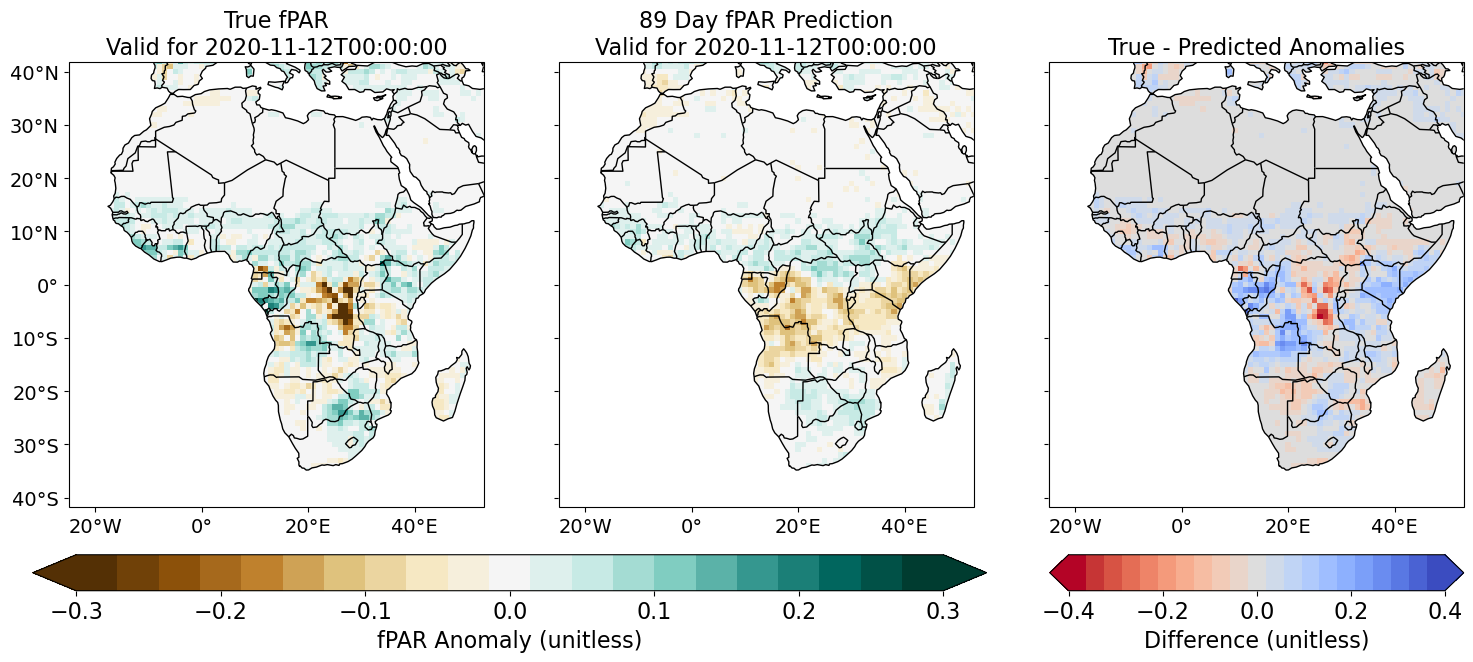 True fPAR
Valid for 2020-11-12T00:00:00
89 Day fPAR Prediction
Valid for 2020-11-12T00:00:00
True - Predicted Anomalies
40°N
30°N
20°N
10°N
0°
10°S
20°S
30°S
40°S
20°W 0° 20°E 40°E
20°W 0° 20°E 40°E
20°W 0° 20°E 40°E
−0.3 −0.2 −0.1 0.0 0.1 0.2 0.3
fPAR Anomaly (unitless)
−0.4 −0.2 0.0 0.2 0.4
Difference (unitless)